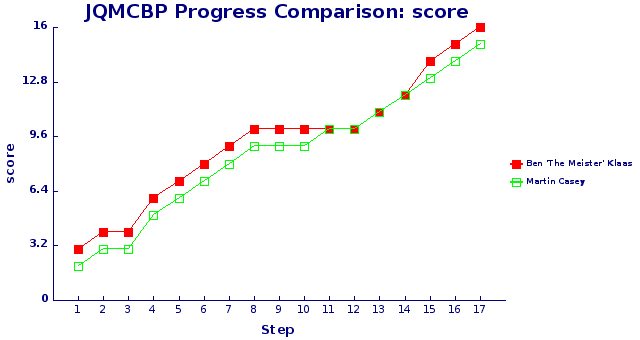 JQMCBP Progress Comparison: score
16
12.8
9.6
6.4
3.2
0
score
1 2 3 4 5 6 7 8 9 10 11 12 13 14 15 16 17
Step
Ben 'The Meister' Klaas
Martin Casey